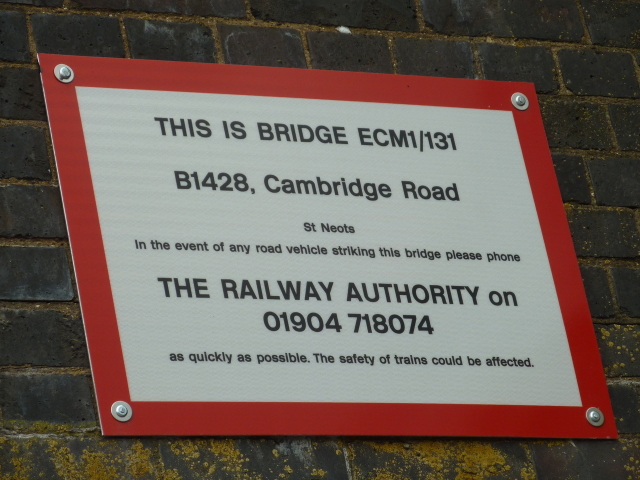 THIS IS BRIDGE ECM1/131
B1428, Cambridge Road
St Neots
In the event of any road vehicle striking this bridge please phone
THE RAILWAY AUTHORITY on
01904 718074
as quickly as possible. The safety of trains could be affected.